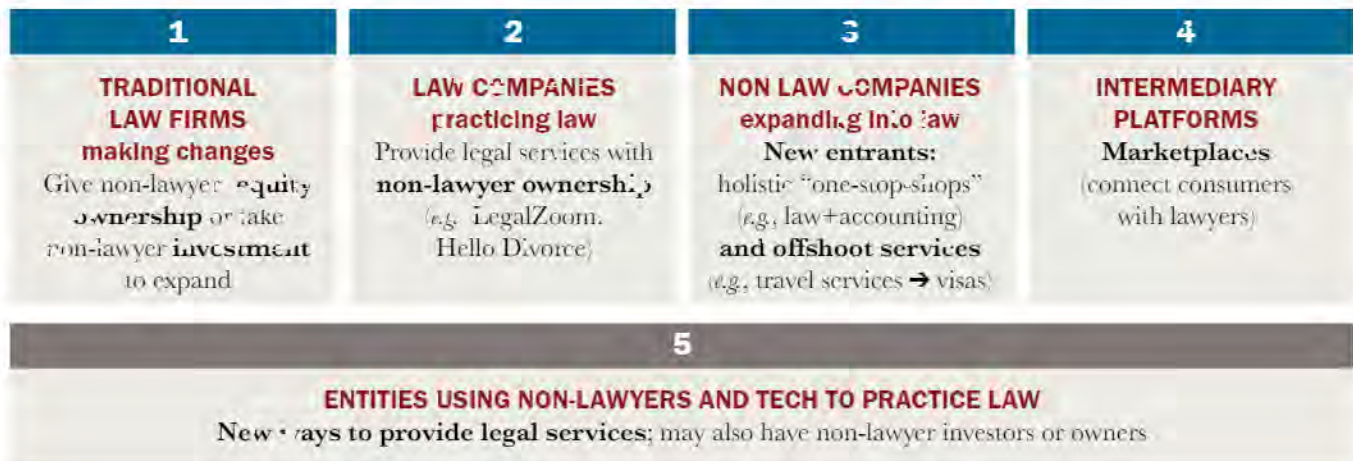 1
TRADITIONAL
LAW FIRMS
making changes
Give non-lawyer equity
ownership or take
non-lawyer investment
to expand
2
LAW COMPANIES
practicing law
Provide legal services with
non-lawyer ownership
(e.g. LegalZoom,
Hello Divorce)
3
NON LAW COMPANIES
expanding into law
New entrants:
holistic “one-stop-shops”
(e.g., law+accounting)
and offshoot services
(e.g., travel services ➔ visas)
4
INTERMEDIARY
PLATFORMS
Marketplaces
(connect consumers
with lawyers)
5
ENTITIES USING NON-LAWYERS AND TECH TO PRACTICE LAW
New ways to provide legal services; may also have non-lawyer investors or owners